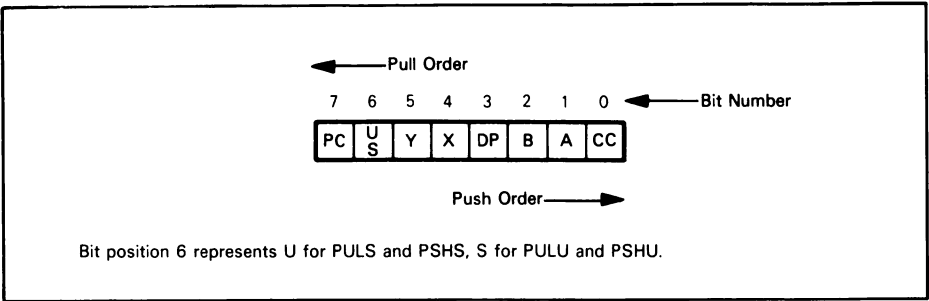 Pull Order
7 6 5 4 3 2 1 0 Bit Number
PC U S Y X DP B A CC
Push Order
Bit position 6 represents U for PULS and PSHS, S for PULU and PSHU.